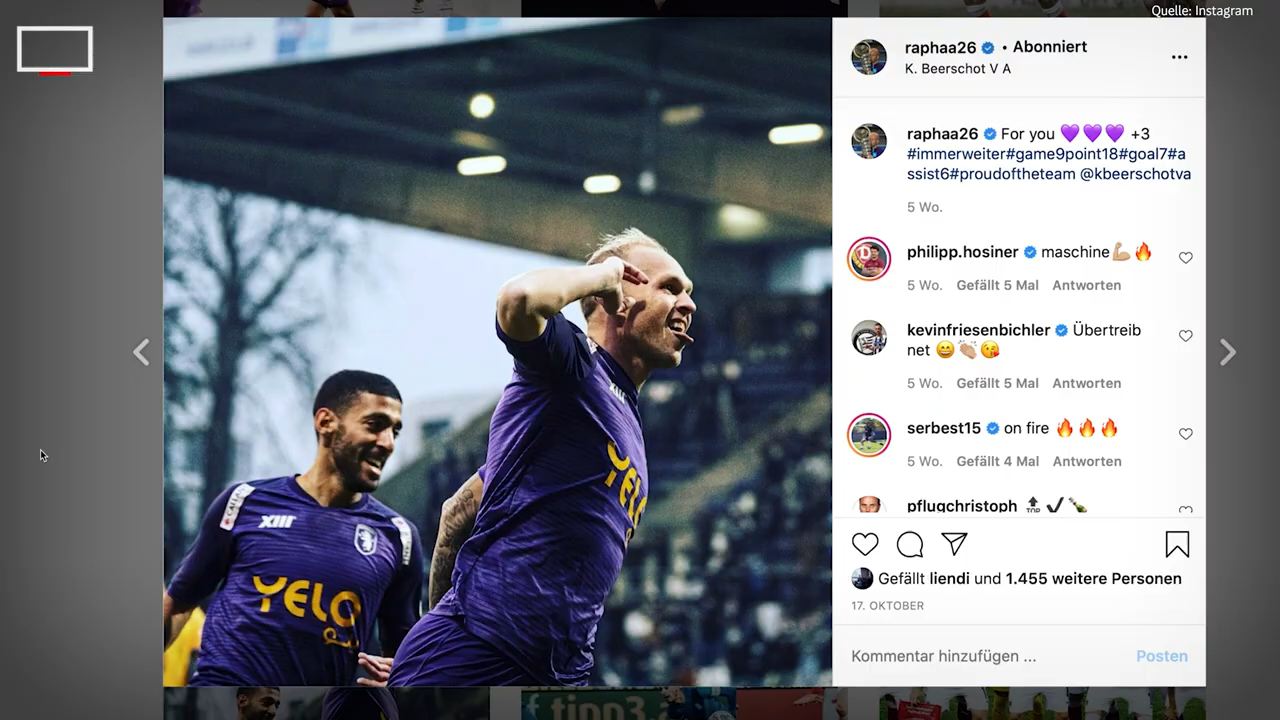 Quelle: Instagram
raphaa26 • Abonniert
K. Beerschot V A
raphaa26 For you 💜💜💜 +3
#immerweiter#game9point18#goal7#a
ssist6#proudoftheteam @kbeerschotva
5 Wo.
philipp.hosiner maschine💪🏼🔥
5 Wo. Gefällt 5 Mal Antworten
kevinfriesenbichler Übertreib
net 😄👏🏼😘
5 Wo. Gefällt 5 Mal Antworten
serbest15 on fire 🔥🔥🔥
5 Wo. Gefällt 4 Mal Antworten
pflugchristoph 🔝✔️🍾
Gefällt liendi und 1.455 weitere Personen
17. OKTOBER
Kommentar hinzufügen ...
Posten
XIII
YELO
YELO
tipp3.